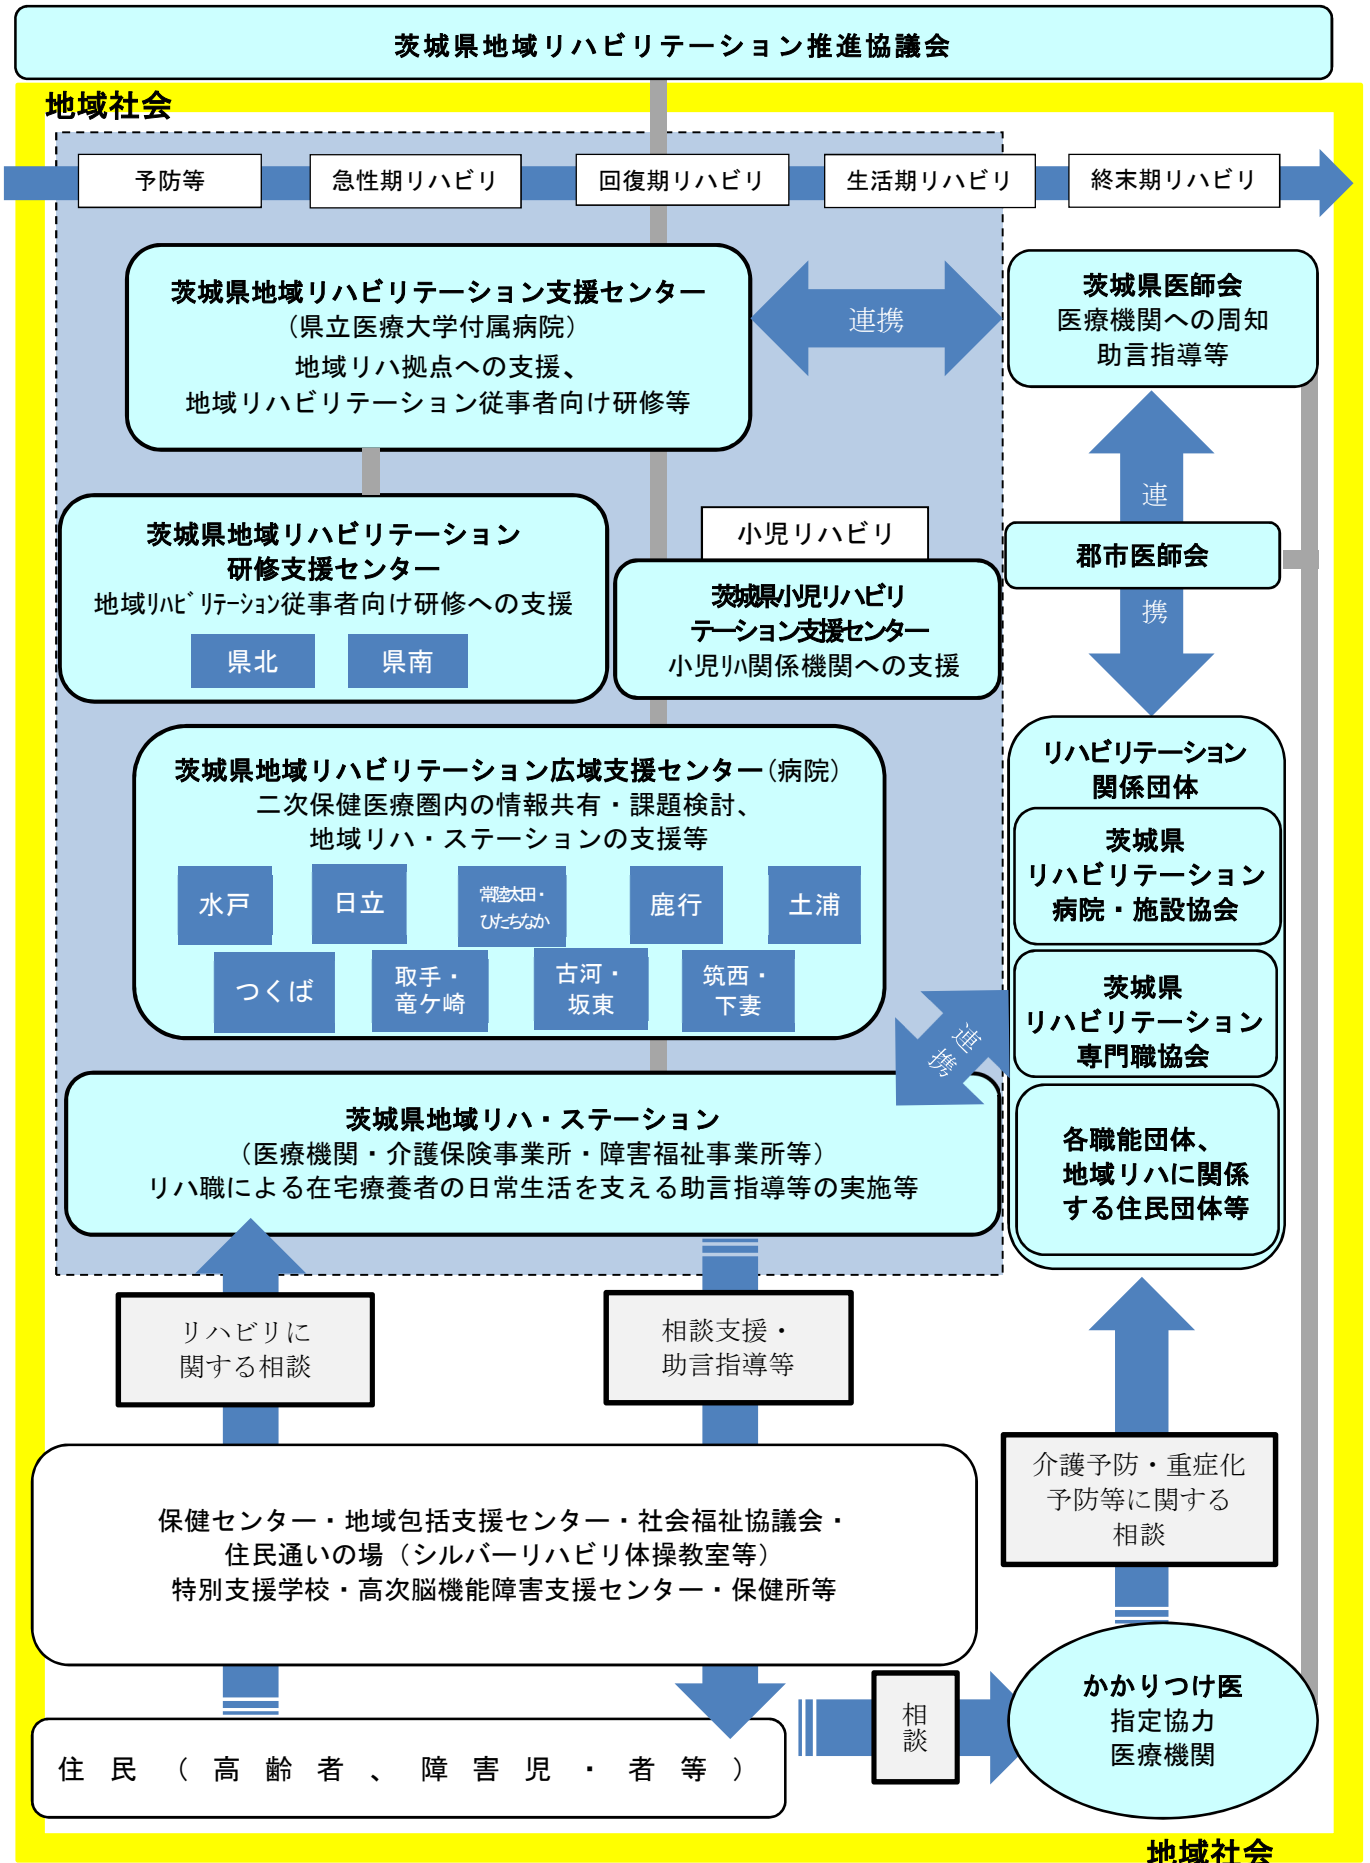 茨城県地域リハビリテーション推進協議会
地域社会
予防等
急性期リハビリ
回復期リハビリ
生活期リハビリ
終末期リハビリ
茨城県地域リハビリテーション支援センター
（県立医療大学付属病院）
地域リハ拠点への支援、
地域リハビリテーション従事者向け研修等
連携
茨城県医師会
医療機関への周知
助言指導等
連
携
郡市医師会
茨城県地域リハビリテーション
研修支援センター
地域ﾘﾊﾋﾞﾘﾃｰｼｮﾝ従事者向け研修への支援
県北
県南
小児リハビリ
茨城県小児リハビリ
テーション支援センター
小児ﾘﾊ関係機関への支援
茨城県地域リハビリテーション広域支援センター(病院)
二次保健医療圏内の情報共有・課題検討、
地域リハ・ステーションの支援等
水戸
日立
常陸太田・
ひたちなか
鹿行
土浦
つくば
取手・
竜ケ崎
古河・
坂東
筑西・
下妻
連携
リハビリテーション
関係団体
茨城県
リハビリテーション
病院・施設協会
茨城県
リハビリテーション
専門職協会
各職能団体、
地域リハに関係
する住民団体等
茨城県地域リハ・ステーション
（医療機関・介護保険事業所・障害福祉事業所等）
リハ職による在宅療養者の日常生活を支える助言指導等の実施等
リハビリに
関する相談
相談支援・
助言指導等
介護予防・重症化
予防等に関する
相談
保健センター・地域包括支援センター・社会福祉協議会・
住民通いの場（シルバーリハビリ体操教室等）
特別支援学校・高次脳機能障害支援センター・保健所等
相
談
かかりつけ医
指定協力
医療機関
住民（高齢者、障害児・者等）
地域社会